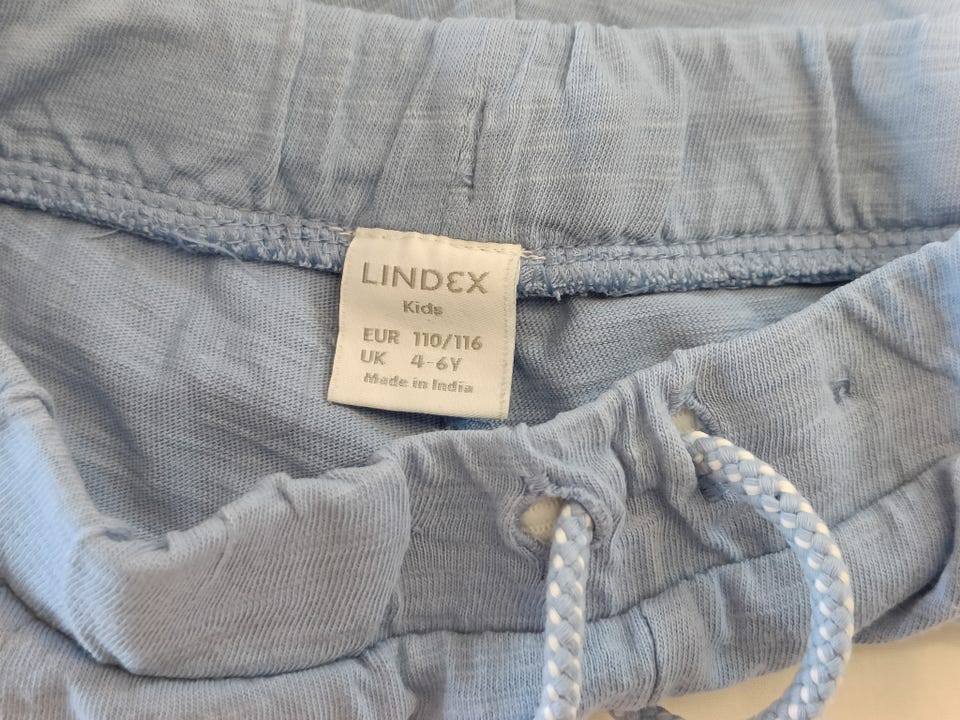 LINDEX
Kids
EUR 110/116
UK 4-6Y
Made in India